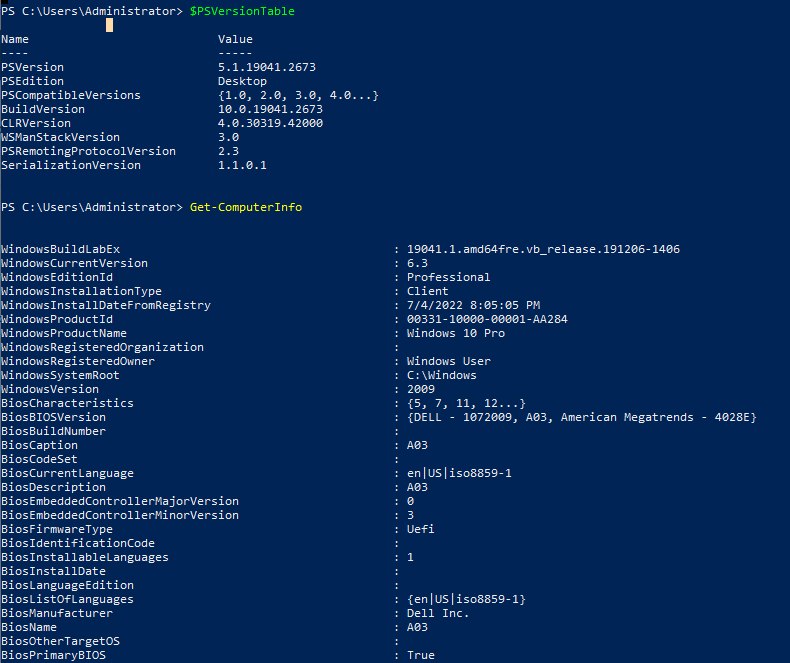 PS C:\Users\Administrator> $PSVersionTable
Name Value
---- -----
PSVersion 5.1.19041.2673
PSEdition Desktop
PSCompatibleVersions {1.0, 2.0, 3.0, 4.0...}
BuildVersion 10.0.19041.2673
CLRVersion 4.0.30319.42000
WSManStackVersion 3.0
PSRemotingProtocolVersion 2.3
SerializationVersion 1.1.0.1
PS C:\Users\Administrator> Get-ComputerInfo
WindowsBuildLabEx : 19041.1.amd64fre.vb_release.191206-1406
WindowsCurrentVersion : 6.3
WindowsEditionId : Professional
WindowsInstallationType : Client
WindowsInstallDateFromRegistry : 7/4/2022 8:05:05 PM
WindowsProductId : 00331-10000-00001-AA284
WindowsProductName : Windows 10 Pro
WindowsRegisteredOrganization :
WindowsRegisteredOwner : Windows User
WindowsSystemRoot : C:\Windows
WindowsVersion : 2009
BiosCharacteristics : {5, 7, 11, 12...}
BiosBIOSVersion : {DELL - 1072009, A03, American Megatrends - 4028E}
BiosBuildNumber :
BiosCaption : A03
BiosCodeSet :
BiosCurrentLanguage : en|US|iso8859-1
BiosDescription : A03
BiosEmbeddedControllerMajorVersion : 0
BiosEmbeddedControllerMinorVersion : 3
BiosFirmwareType : Uefi
BiosIdentificationCode :
BiosInstallableLanguages : 1
BiosInstallDate :
BiosLanguageEdition :
BiosListOfLanguages : {en|US|iso8859-1}
BiosManufacturer : Dell Inc.
BiosName : A03
BiosOtherTargetOS :
BiosPrimaryBIOS : True